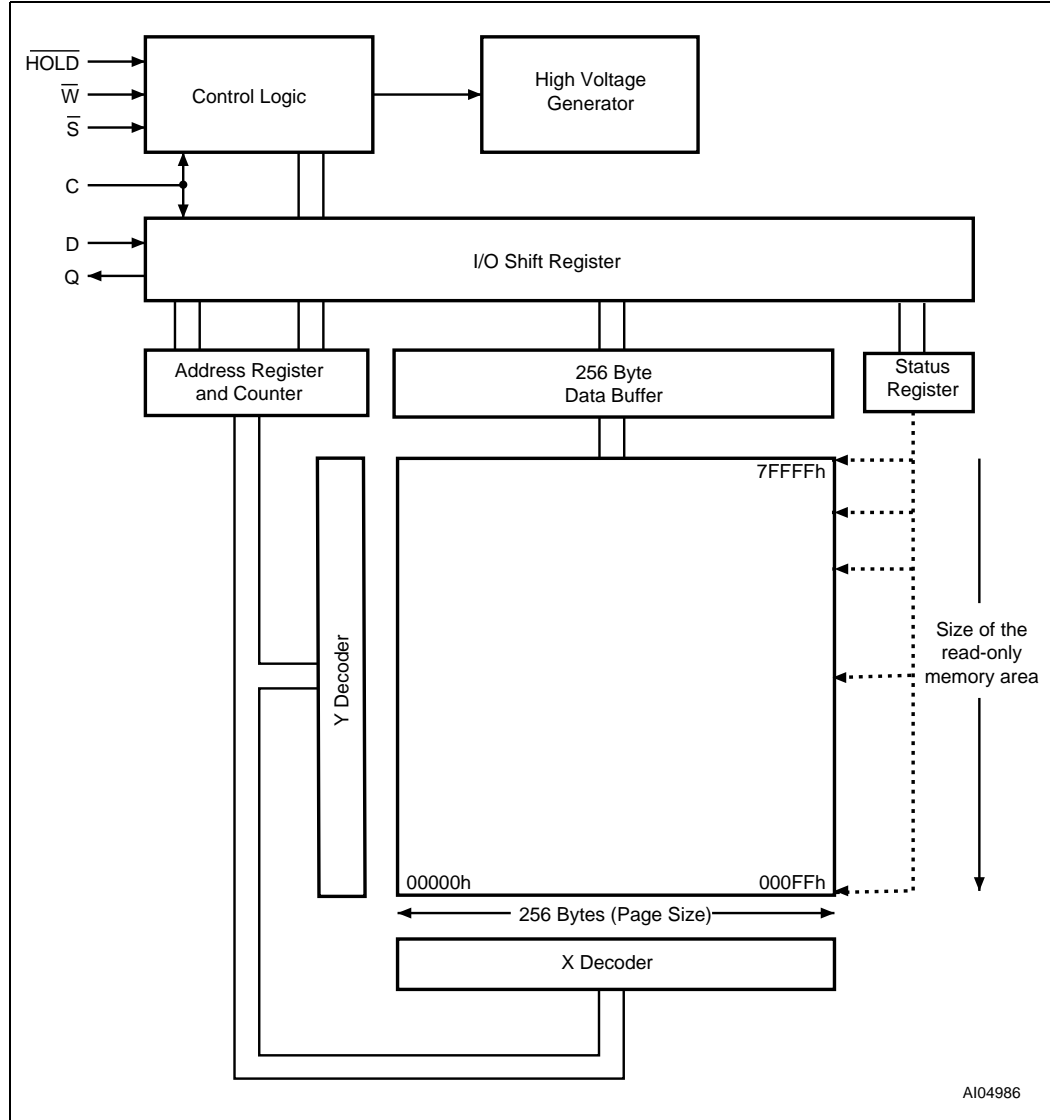 HOLD
W
S
C
D
Q
Control Logic
High Voltage
Generator
I/O Shift Register
Address Register
and Counter
256 Byte
Data Buffer
Status
Register
7FFFFh
Y Decoder
Size of the
read-only
memory area
00000h
000FFh
256 Bytes (Page Size)
X Decoder
AI04986